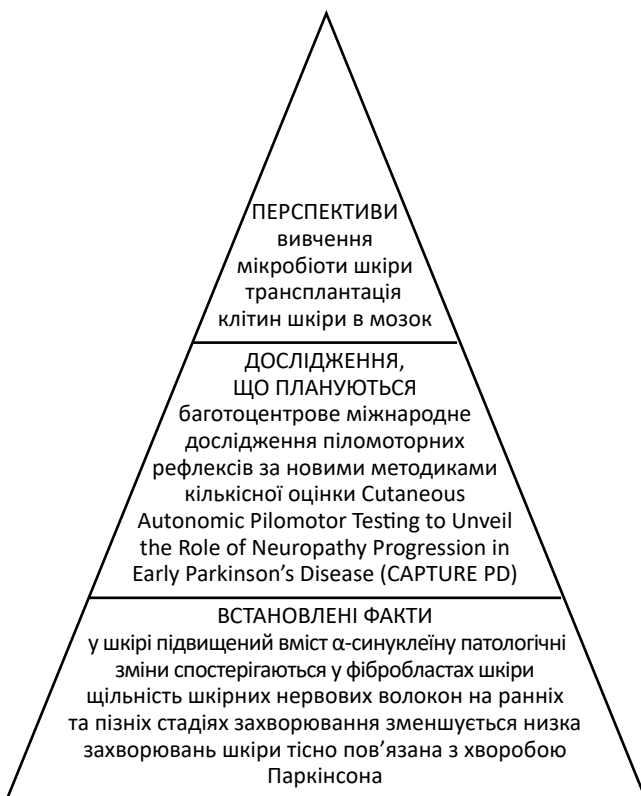 ПЕРСПЕКТИВИ
вивчення
мікробіоти шкіри
трансплантація
клітин шкіри в мозок
ДОСЛІДЖЕННЯ,
ЩО ПЛАНУЮТЬСЯ
баготоцентрове міжнародне
дослідження піломоторних
рефлексів за новими методиками
кількісної оцінки Cutaneous
Autonomic Pilomotor Testing to Unveil
the Role of Neuropathy Progression in
Early Parkinson’s Disease (CAPTURE PD)
ВСТАНОВЛЕНІ ФАКТИ
у шкірі підвищений вміст α-синуклеїну патологічні
зміни спостерігаються у фібробластах шкіри
щільність шкірних нервових волокон на ранніх
та пізніх стадіях захворювання зменшується низка
захворювань шкіри тісно пов’язана з хворобою
Паркінсона